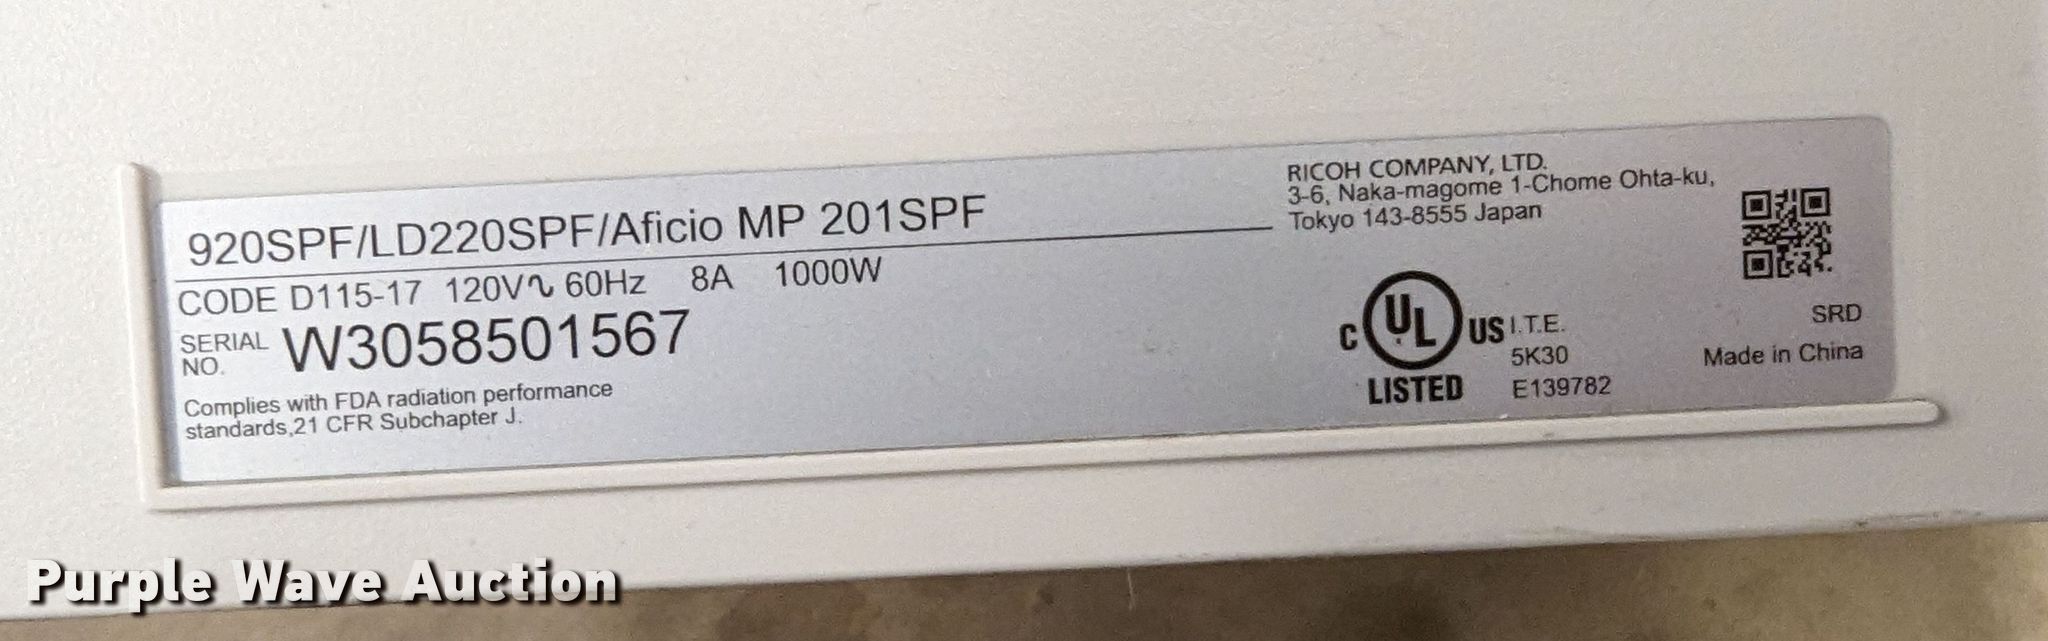 920SPF/LD220SPF/Aficio MP 201SPF
CODE D115-17 120V∿ 60Hz 8A 1000W
SERIAL NO. W3058501567
Complies with FDA radiation performance
standards,21 CFR Subchapter J.
RICOH COMPANY, LTD.
3-6, Naka-magome 1-Chome Ohta-ku,
Tokyo 143-8555 Japan
C UL US LISTED
I.T.E.
5K30
E139782
SRD
Made in China
Purple Wave Auction